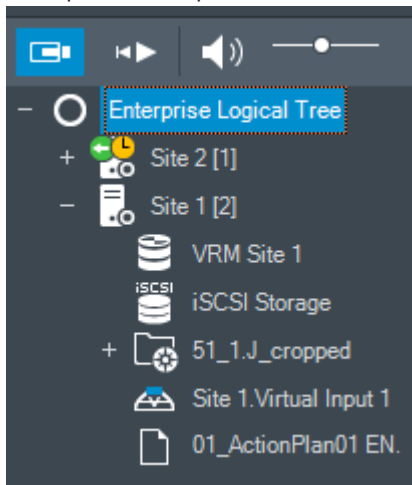 Enterprise Logical Tree
Site 2 [1]
Site 1 [2]
VRM Site 1
iSCSI
iSCSI Storage
51_1.J_cropped
Site 1.Virtual Input 1
01_ActionPlan01 EN.